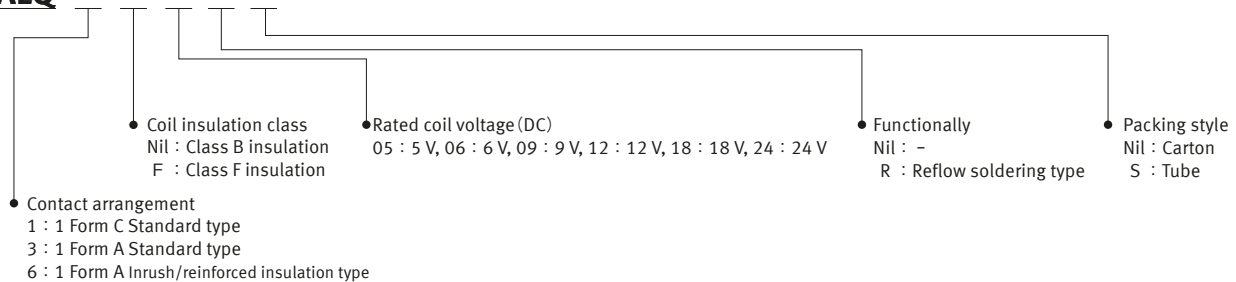 Coil insulation class
Nil : Class B insulation
F : Class F insulation
Rated coil voltage (DC)
05 : 5 V, 06 : 6 V, 09 : 9 V, 12 : 12 V, 18 : 18 V, 24 : 24 V
Functionally
Nil : -
R : Reflow soldering type
Packing style
Nil : Carton
S : Tube
Contact arrangement
1 : 1 Form C Standard type
3 : 1 Form A Standard type
6 : 1 Form A Inrush/reinforced insulation type